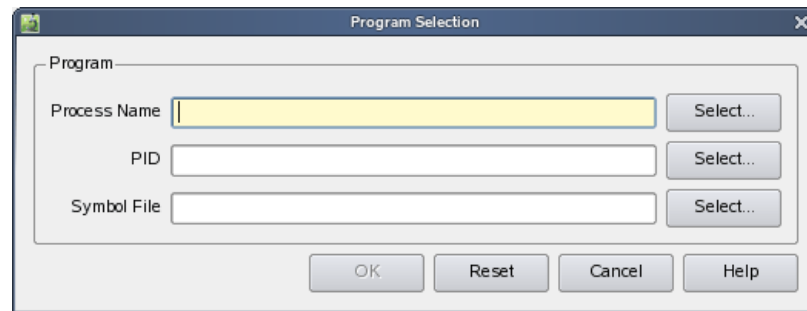 Program Selection
Program
Process Name
Select...
PID
Select...
Symbol File
Select...
OK
Reset
Cancel
Help